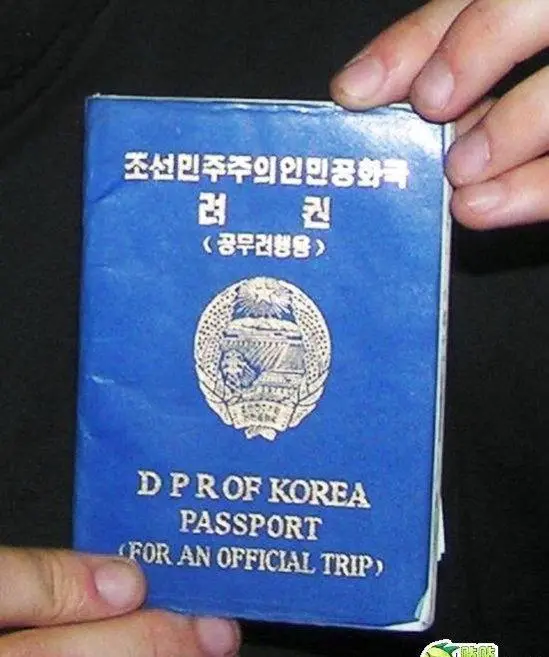 조선민주주의인민공화국
려 권
(공무려행용)
D P R OF KOREA
PASSPORT
(FOR AN OFFICIAL TRIP)